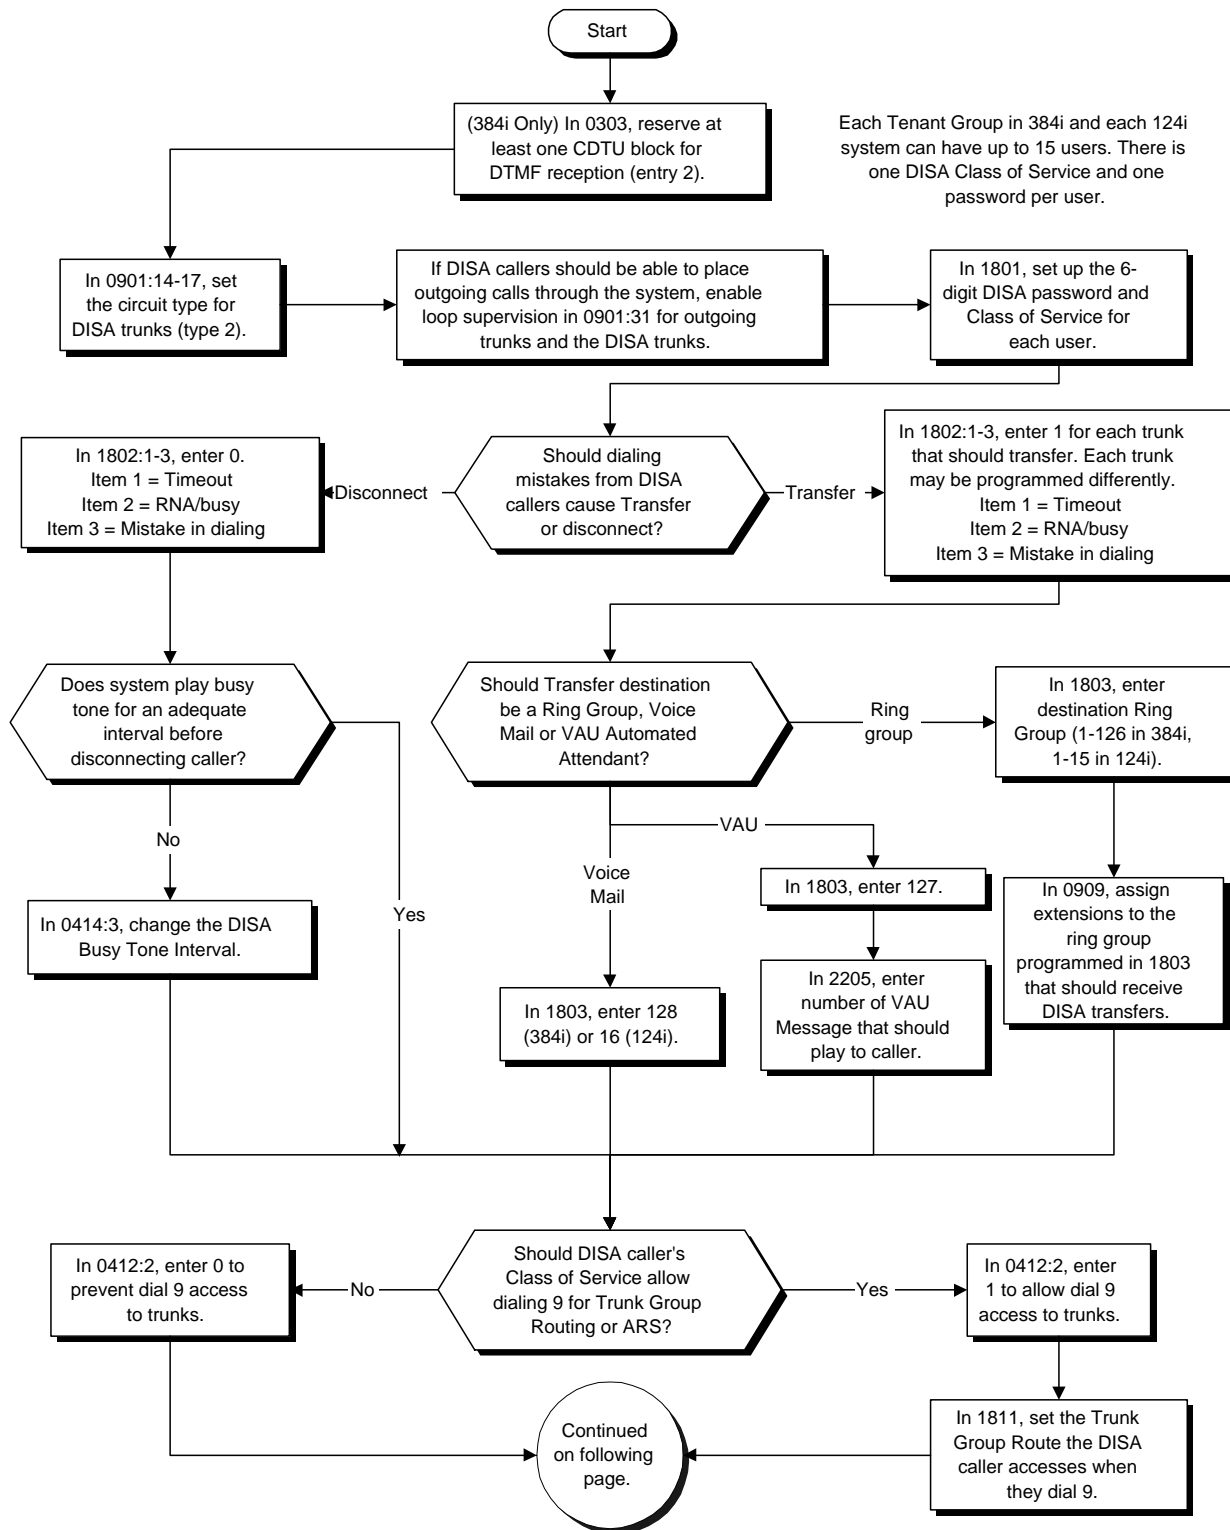 Start
(384i Only) In 0303, reserve at
least one CDTU block for
DTMF reception (entry 2).
Each Tenant Group in 384i and each 124i
system can have up to 15 users. There is
one DISA Class of Service and one
password per user.
In 0901:14-17, set
the circuit type for
DISA trunks (type 2).
If DISA callers should be able to place
outgoing calls through the system, enable
loop supervision in 0901:31 for outgoing
trunks and the DISA trunks.
In 1801, set up the 6-
digit DISA password and
Class of Service for
each user.
In 1802:1-3, enter 0.
Item 1 = Timeout
Item 2 = RNA/busy
Item 3 = Mistake in dialing
Disconnect
Should dialing
mistakes from DISA
callers cause Transfer
or disconnect?
Transfer
In 1802:1-3, enter 1 for each trunk
that should transfer. Each trunk
may be programmed differently.
Item 1 = Timeout
Item 2 = RNA/busy
Item 3 = Mistake in dialing
Does system play busy
tone for an adequate
interval before
disconnecting caller?
Should Transfer destination
be a Ring Group, Voice
Mail or VAU Automated
Attendant?
Ring
group
In 1803, enter
destination Ring
Group (1-126 in 384i,
1-15 in 124i).
No
Yes
VAU
Voice
Mail
In 0414:3, change the DISA
Busy Tone Interval.
In 1803, enter 127.
In 0909, assign
extensions to the
ring group
programmed in 1803
that should receive
DISA transfers.
In 1803, enter 128
(384i) or 16 (124i).
In 2205, enter
number of VAU
Message that should
play to caller.
In 0412:2, enter 0 to
prevent dial 9 access
to trunks.
No
Should DISA caller's
Class of Service allow
dialing 9 for Trunk Group
Routing or ARS?
Yes
In 0412:2, enter
1 to allow dial 9
access to trunks.
Continued
on following
page.
In 1811, set the Trunk
Group Route the DISA
caller accesses when
they dial 9.